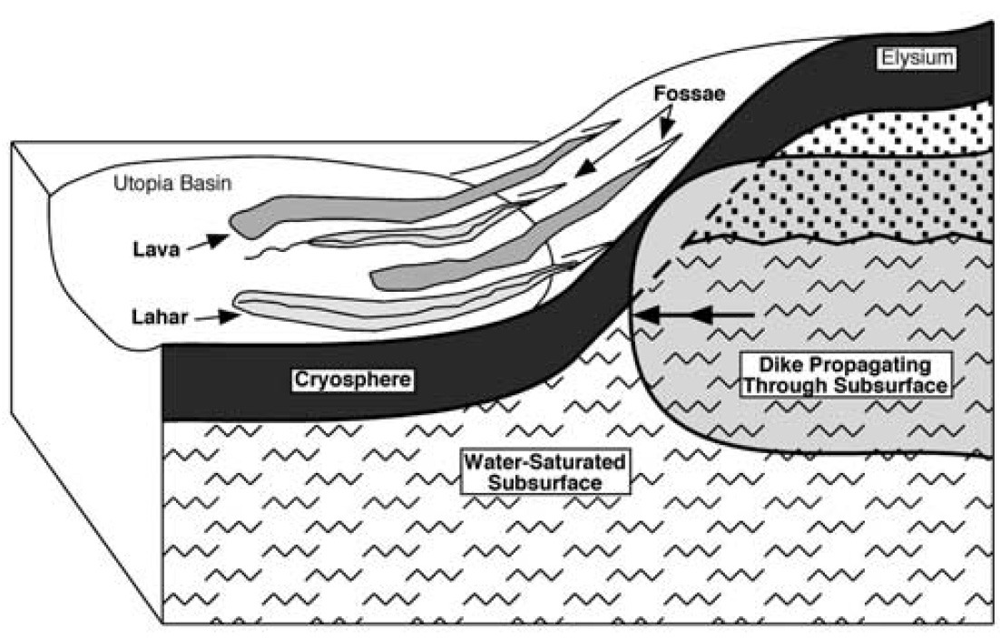 Elysium
Fossae
Utopia Basin
Lava
Lahar
Cryosphere
Dike Propagating
Through Subsurface
Water-Saturated
Subsurface